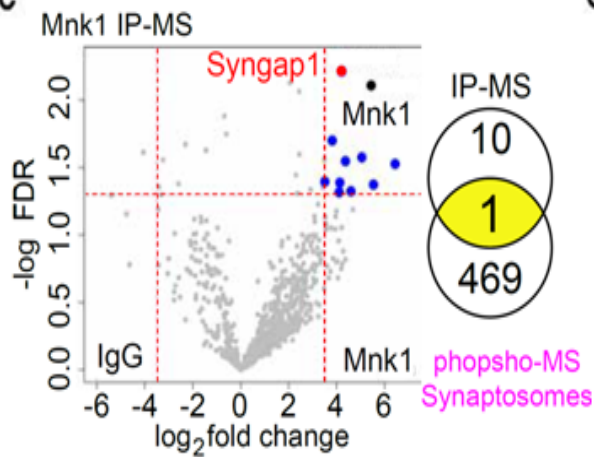 Mnk1 IP-MS
Syngap1
Mnk1
IgG
Mnk1
-log FDR
2.0
1.5
1.0
0.5
0.0
-6 -4 -2 0 2 4 6
log2fold change
IP-MS
10
1
469
phopsho-MS
Synaptosomes